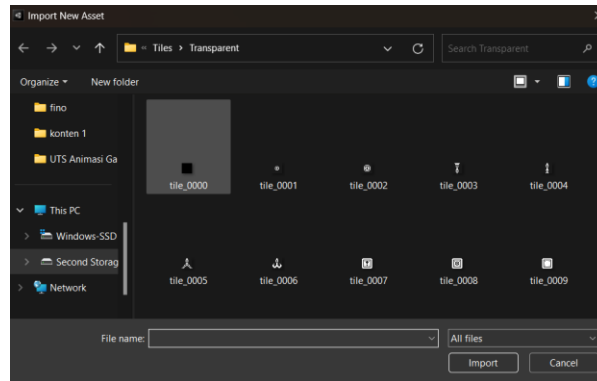 Import New Asset
« Tiles › Transparent
Search Transparent
Organize
New folder
fino
konten 1
UTS Animasi Ga
This PC
Windows-SSD
Second Storag
Network
tile_0000 tile_0001 tile_0002 tile_0003 tile_0004
tile_0005 tile_0006 tile_0007 tile_0008 tile_0009
File name:
All files
Import
Cancel